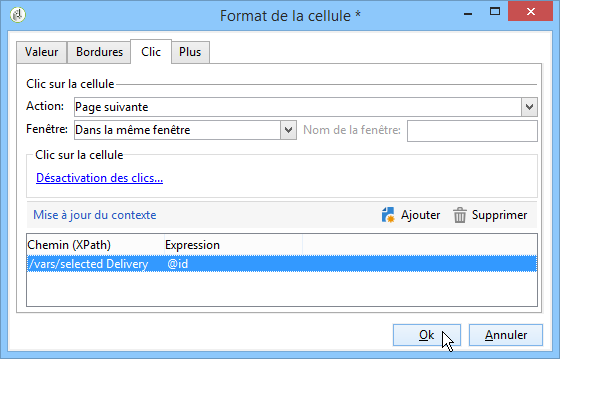 Format de la cellule *
Valeur Bordures Clic Plus
Clic sur la cellule
Action: Page suivante
Fenêtre: Dans la même fenêtre Nom de la fenêtre:
Clic sur la cellule
Désactivation des clics...
Mise à jour du contexte Ajouter Supprimer
Chemin (XPath) Expression
/vars/selected Delivery @id
Ok Annuler